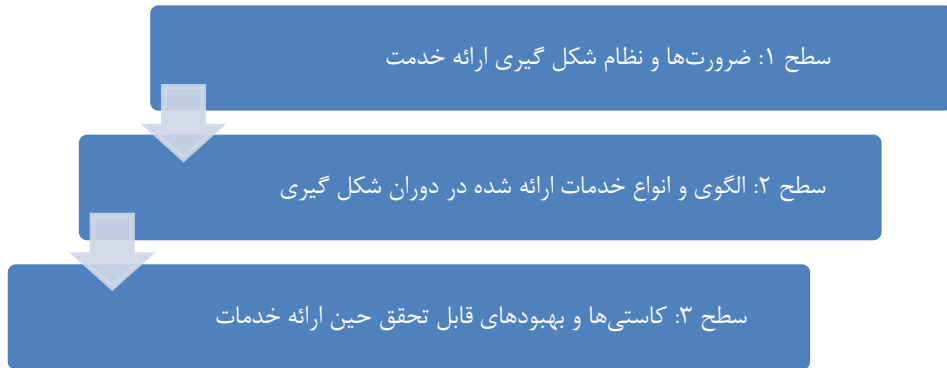 سطح ۱: ضرورت‌ها و نظام شکل گیری ارائه خدمت
سطح ۲: الگوی و انواع خدمات ارائه شده در دوران شکل گیری
سطح ۳: کاستی‌ها و بهبودهای قابل تحقق حین ارائه خدمات